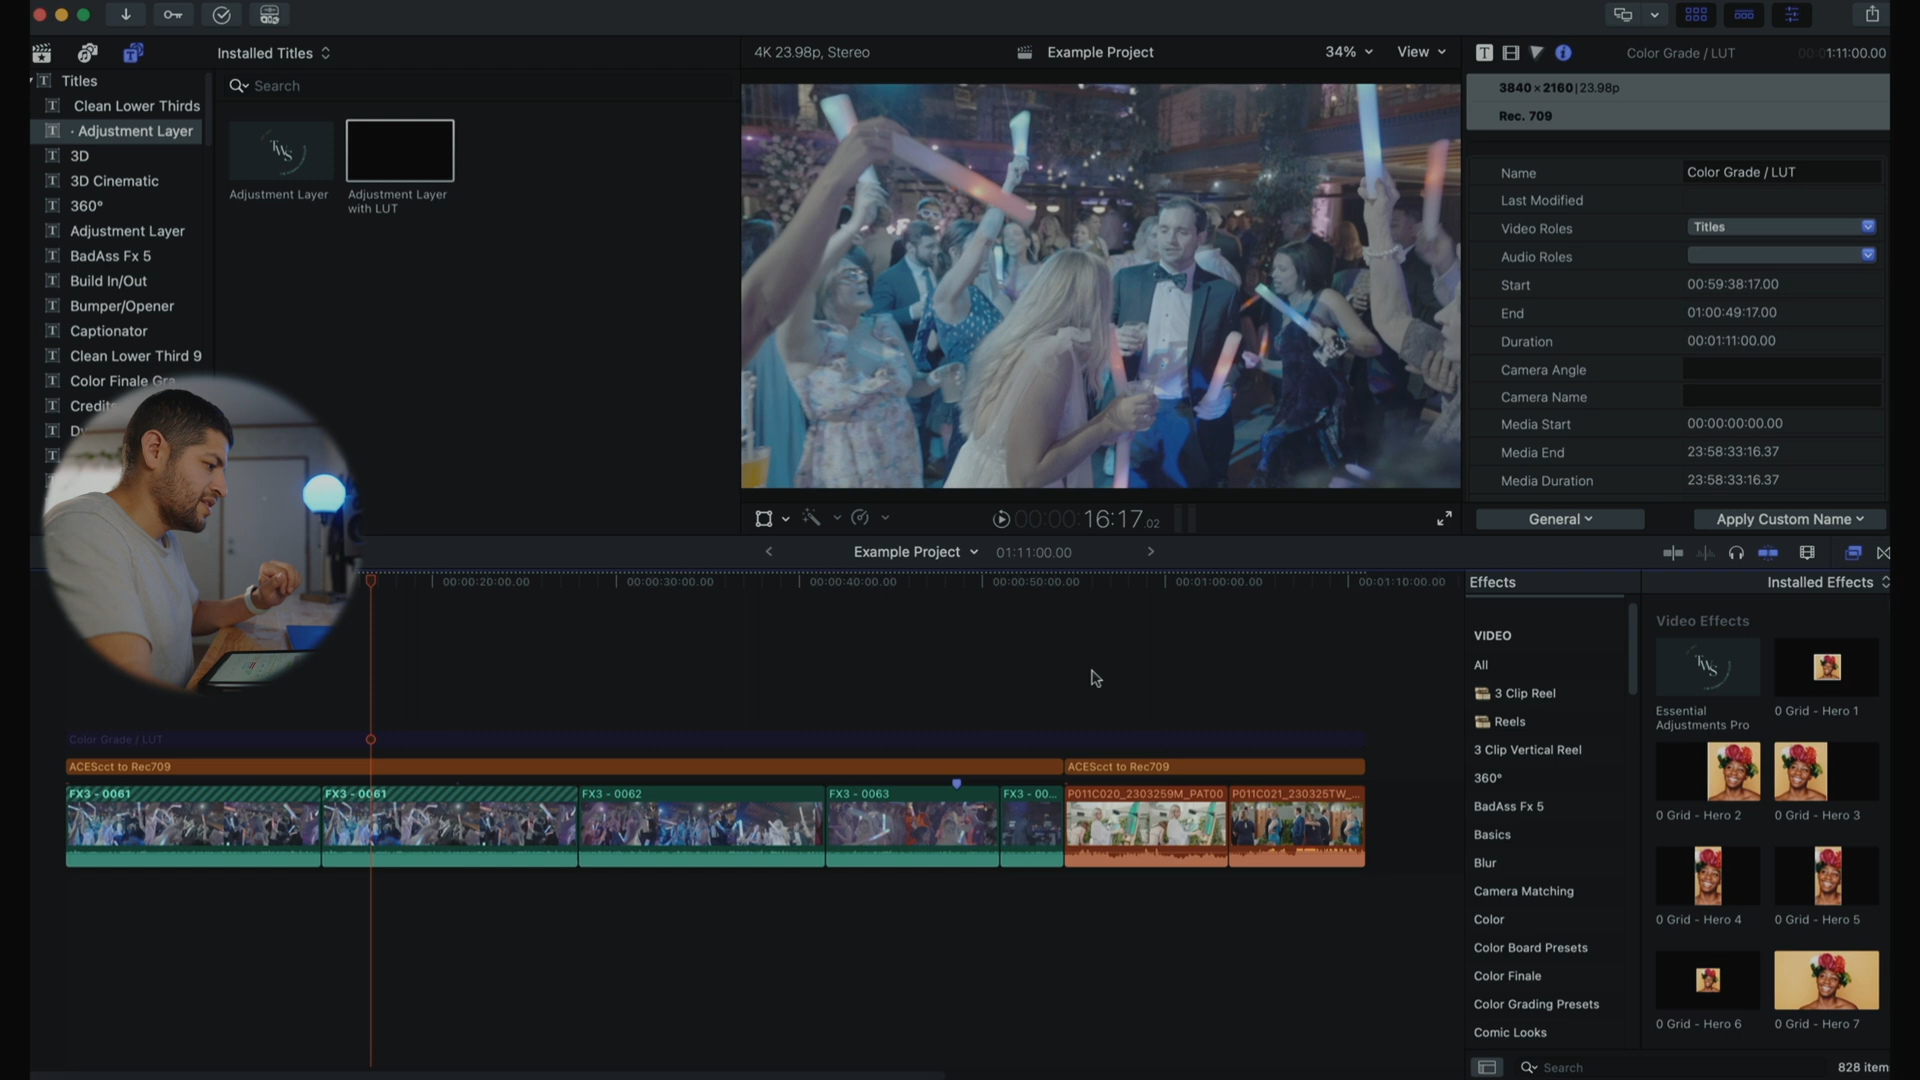 Installed Titles
Search
Titles
Clean Lower Thirds
· Adjustment Layer
3D
3D Cinematic
360°
Adjustment Layer
BadAss Fx 5
Build In/Out
Bumper/Opener
Captionator
Clean Lower Third 9
Color Finale Gra
Credits
TWS
Adjustment Layer
Adjustment Layer
with LUT
4K 23.98p, Stereo
Example Project
34%
View
00:00:16:17.02
Color Grade / LUT
00:01:11:00.00
3840 × 2160 | 23.98p
Rec. 709
Name
Color Grade / LUT
Last Modified
Video Roles
Titles
Audio Roles
Start
00:59:38:17.00
End
01:00:49:17.00
Duration
00:01:11:00.00
Camera Angle
Camera Name
Media Start
00:00:00:00.00
Media End
23:58:33:16.37
Media Duration
23:58:33:16.37
General
Apply Custom Name
Example Project
01:11:00.00
00:00:20:00.00
00:00:30:00.00
00:00:40:00.00
00:00:50:00.00
00:01:00:00.00
00:01:10:00.00
Color Grade / LUT
ACEScct to Rec709
ACEScct to Rec709
FX3 - 0061
FX3 - 0061
FX3 - 0062
FX3 - 0063
FX3 - 00...
P011C020_2303259M_PAT00
P011C021_230325TW_...
Effects
Installed Effects
VIDEO
All
3 Clip Reel
Reels
3 Clip Vertical Reel
360°
BadAss Fx 5
Basics
Blur
Camera Matching
Color
Color Board Presets
Color Finale
Color Grading Presets
Comic Looks
Video Effects
TWS
Essential
Adjustments Pro
0 Grid - Hero 1
0 Grid - Hero 2
0 Grid - Hero 3
0 Grid - Hero 4
0 Grid - Hero 5
0 Grid - Hero 6
0 Grid - Hero 7
Search
828 item